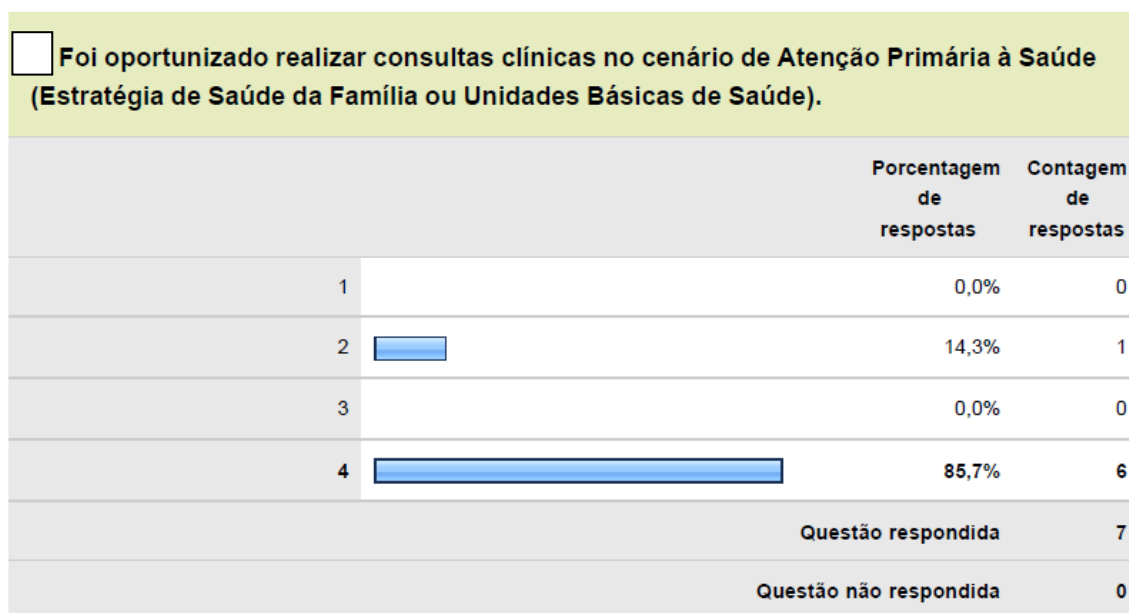 Foi oportunizado realizar consultas clínicas no cenário de Atenção Primária à Saúde
(Estratégia de Saúde da Família ou Unidades Básicas de Saúde).
Porcentagem de respostas Contagem de respostas
1 0,0% 0
2 14,3% 1
3 0,0% 0
4 85,7% 6
Questão respondida 7
Questão não respondida 0